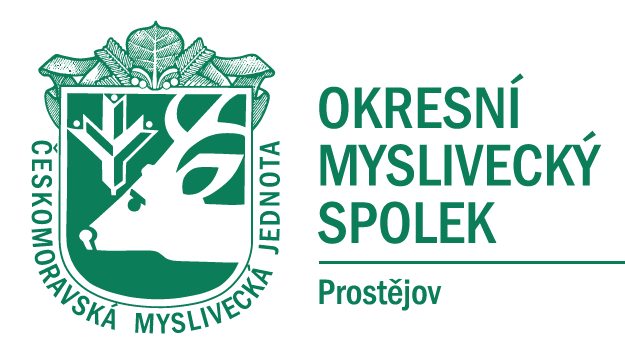 ČESKOMORAVSKÁ MYSLIVECKÁ JEDNOTA
OKRESNÍ
MYSLIVECKÝ
SPOLEK
Prostějov